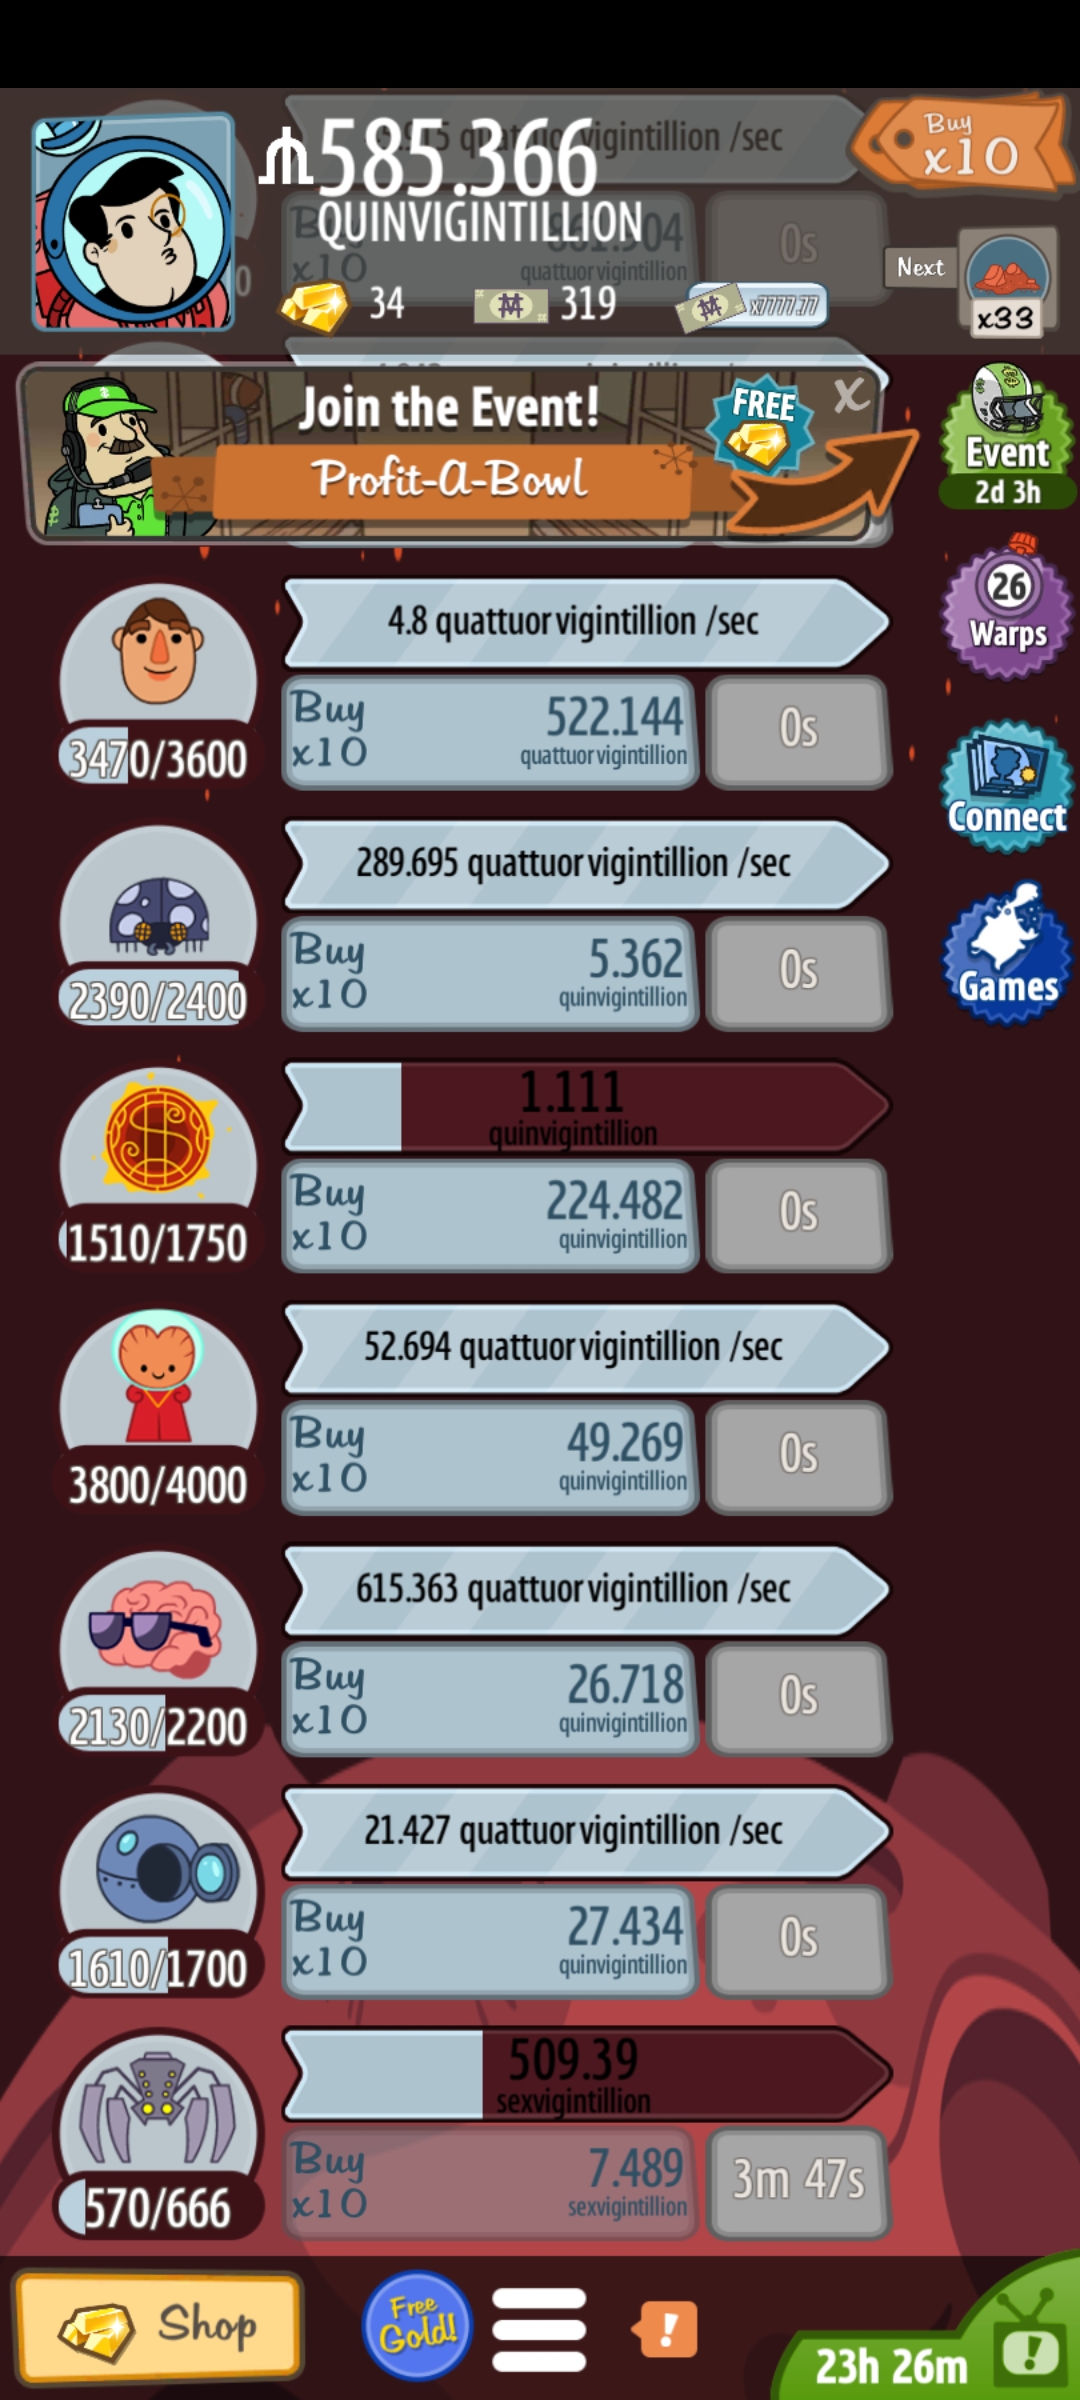 quattuorvigintillion /sec
585.366
QUINVIGINTILLION
Buy
x10
Buy
x10
quattuorvigintillion
0s
34
319
x7777.77
Next
x33
Join the Event!
FREE
X
Profit-A-Bowl
Event
2d 3h
4.8 quattuorvigintillion /sec
26
Warps
3470/3600
Buy
x10
522.144
quattuorvigintillion
0s
Connect
289.695 quattuorvigintillion /sec
2390/2400
Buy
x10
5.362
quinvigintillion
0s
Games
1.111
quinvigintillion
1510/1750
Buy
x10
224.482
quinvigintillion
0s
52.694 quattuorvigintillion /sec
3800/4000
Buy
x10
49.269
quinvigintillion
0s
615.363 quattuorvigintillion /sec
2130/2200
Buy
x10
26.718
quinvigintillion
0s
21.427 quattuorvigintillion /sec
1610/1700
Buy
x10
27.434
quinvigintillion
0s
509.39
sexvigintillion
570/666
Buy
x10
7.489
sexvigintillion
3m 47s
Shop
Free
Gold!
!
23h 26m
!